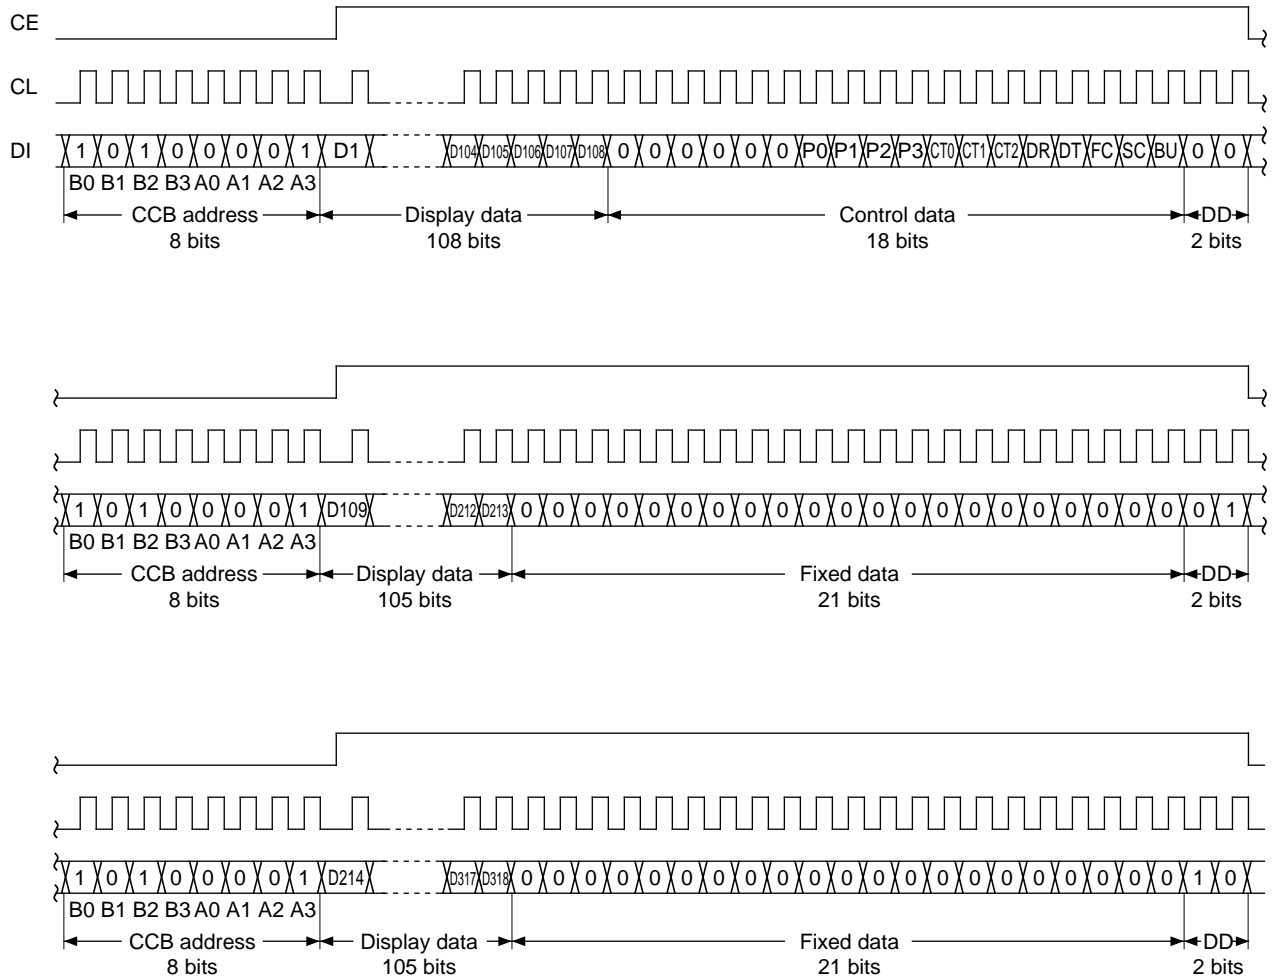 CE
CL
DI 1 0 1 0 0 0 0 1 D1 D104 D105 D106 D107 D108 0 0 0 0 0 0 P0 P1 P2 P3 CT0 CT1 CT2 DR DT FC SC BU 0 0
B0 B1 B2 B3 A0 A1 A2 A3
CCB address Display data Control data DD
8 bits 108 bits 18 bits 2 bits
1 0 1 0 0 0 0 1 D109 D212 D213 0 0 0 0 0 0 0 0 0 0 0 0 0 0 0 0 0 0 0 0 0 0 1
B0 B1 B2 B3 A0 A1 A2 A3
CCB address Display data Fixed data DD
8 bits 105 bits 21 bits 2 bits
1 0 1 0 0 0 0 1 D214 D317 D318 0 0 0 0 0 0 0 0 0 0 0 0 0 0 0 0 0 0 0 0 0 1 0
B0 B1 B2 B3 A0 A1 A2 A3
CCB address Display data Fixed data DD
8 bits 105 bits 21 bits 2 bits